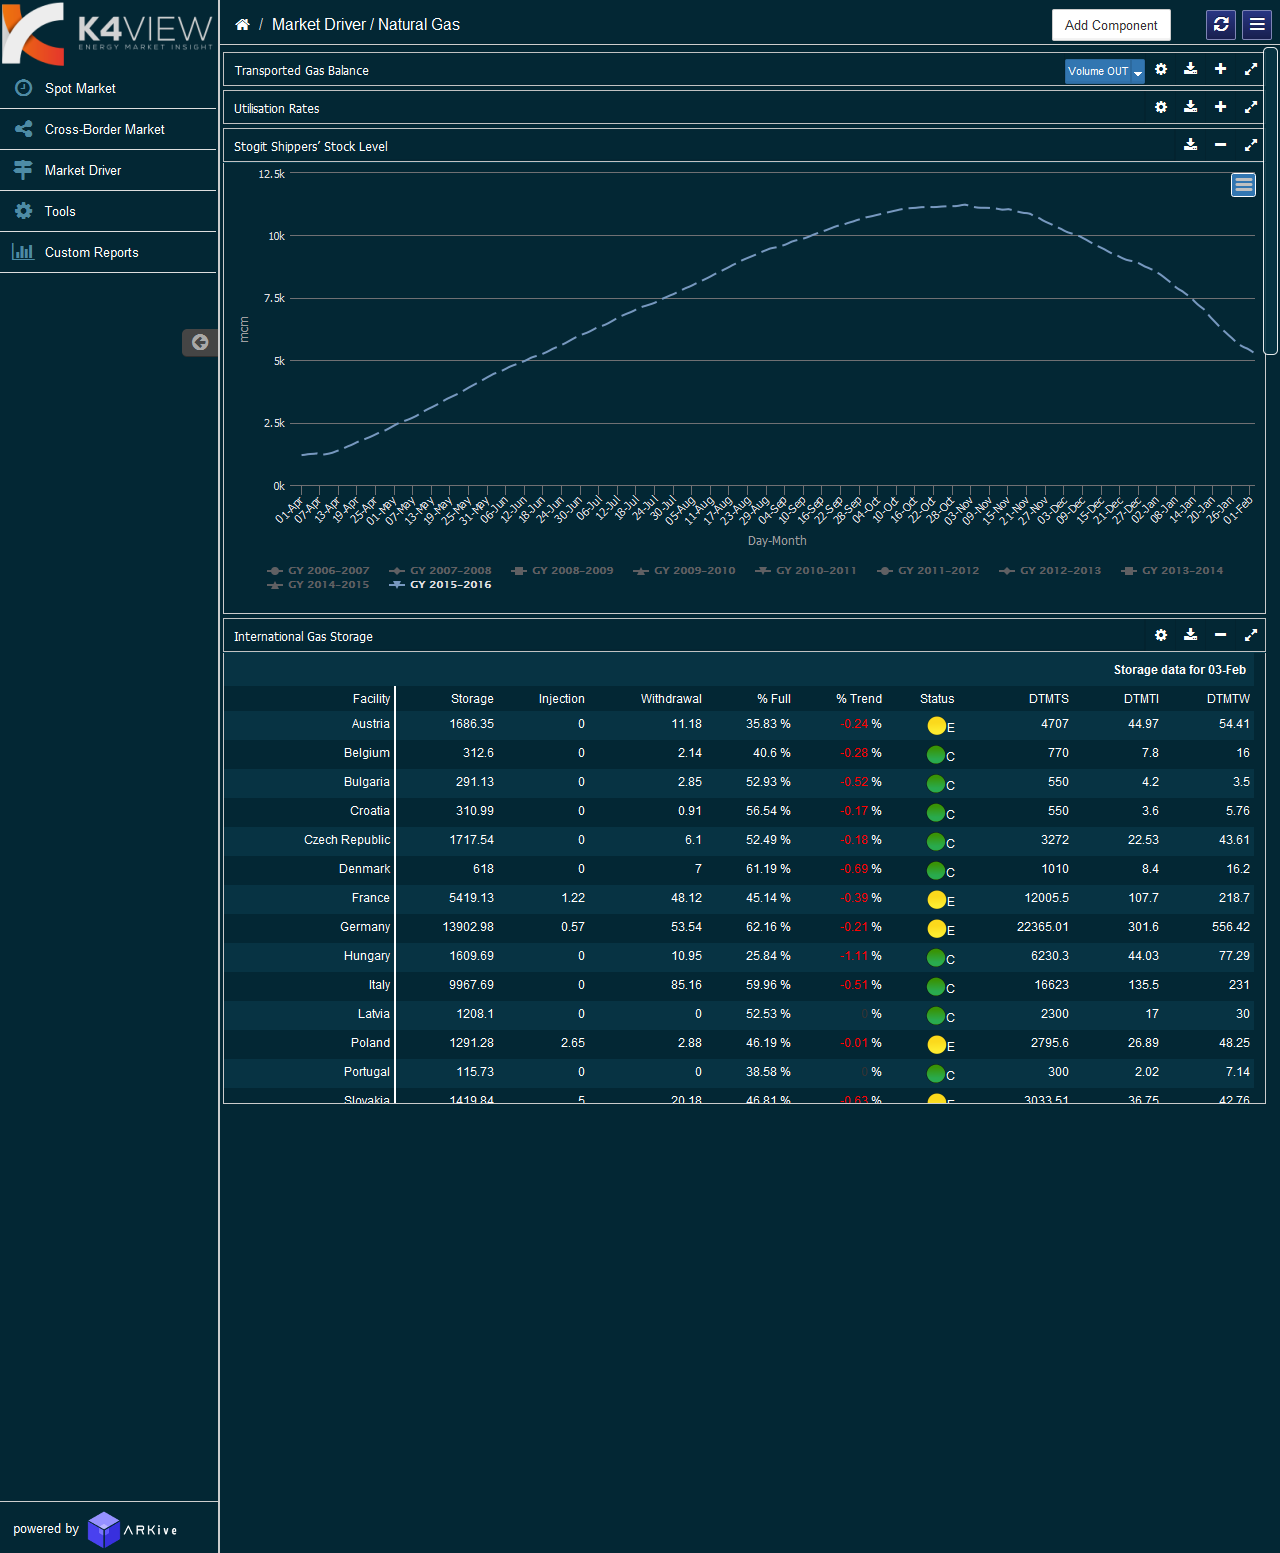 K4VIEW
ENERGY MARKET INSIGHT
Spot Market
Cross-Border Market
Market Driver
Tools
Custom Reports
/ Market Driver / Natural Gas
Add Component
Transported Gas Balance
Volume OUT
Utilisation Rates
Stogit Shippers' Stock Level
12.5k
10k
7.5k
5k
2.5k
0k
mcm
01-Apr 07-Apr 13-Apr 19-Apr 25-Apr 01-May 07-May 13-May 19-May 25-May 31-May 06-Jun 12-Jun 18-Jun 24-Jun 30-Jun 06-Jul 12-Jul 18-Jul 24-Jul 30-Jul 05-Aug 11-Aug 17-Aug 23-Aug 29-Aug 04-Sep 10-Sep 16-Sep 22-Sep 28-Sep 04-Oct 10-Oct 16-Oct 22-Oct 28-Oct 03-Nov 09-Nov 15-Nov 21-Nov 27-Nov 03-Dec 09-Dec 15-Dec 21-Dec 27-Dec 02-Jan 08-Jan 14-Jan 20-Jan 26-Jan 01-Feb
Day-Month
GY 2006-2007 GY 2007-2008 GY 2008-2009 GY 2009-2010 GY 2010-2011 GY 2011-2012 GY 2012-2013 GY 2013-2014
GY 2014-2015 GY 2015-2016
International Gas Storage
Storage data for 03-Feb
Facility Storage Injection Withdrawal % Full % Trend Status DTMTS DTMTI DTMTW
Austria 1686.35 0 11.18 35.83 % -0.24 % E 4707 44.97 54.41
Belgium 312.6 0 2.14 40.6 % -0.28 % C 770 7.8 16
Bulgaria 291.13 0 2.85 52.93 % -0.52 % C 550 4.2 3.5
Croatia 310.99 0 0.91 56.54 % -0.17 % C 550 3.6 5.76
Czech Republic 1717.54 0 6.1 52.49 % -0.18 % C 3272 22.53 43.61
Denmark 618 0 7 61.19 % -0.69 % C 1010 8.4 16.2
France 5419.13 1.22 48.12 45.14 % -0.39 % E 12005.5 107.7 218.7
Germany 13902.98 0.57 53.54 62.16 % -0.21 % E 22365.01 301.6 556.42
Hungary 1609.69 0 10.95 25.84 % -1.11 % C 6230.3 44.03 77.29
Italy 9967.69 0 85.16 59.96 % -0.51 % C 16623 135.5 231
Latvia 1208.1 0 0 52.53 % 0 % C 2300 17 30
Poland 1291.28 2.65 2.88 46.19 % -0.01 % E 2795.6 26.89 48.25
Portugal 115.73 0 0 38.58 % 0 % C 300 2.02 7.14
Slovakia 1419.84 5 20.18 46.81 % -0.63 % E 3033.51 36.75 42.76
powered by ARKive